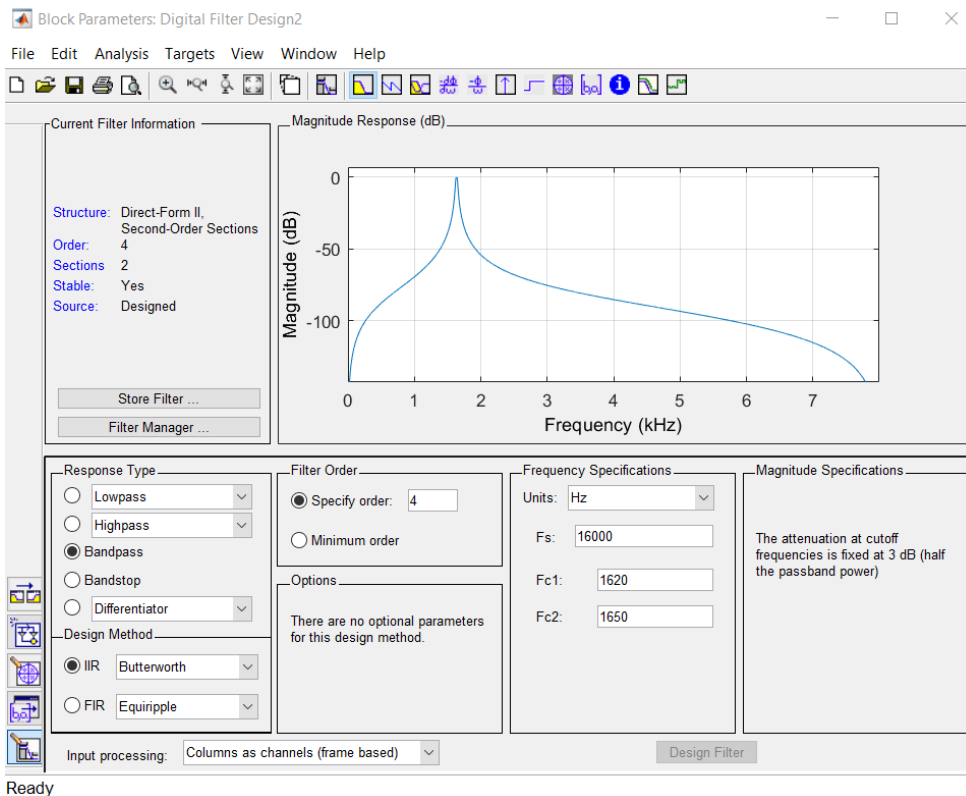 Block Parameters: Digital Filter Design2
File Edit Analysis Targets View Window Help
Current Filter Information
Structure: Direct-Form II,
Second-Order Sections
Order: 4
Sections 2
Stable: Yes
Source: Designed
Store Filter ...
Filter Manager ...
Magnitude Response (dB)
Magnitude (dB)
0
-50
-100
0 1 2 3 4 5 6 7
Frequency (kHz)
Response Type
Lowpass
Highpass
Bandpass
Bandstop
Differentiator
Design Method
IIR Butterworth
FIR Equiripple
Filter Order
Specify order: 4
Minimum order
Options
There are no optional parameters
for this design method.
Frequency Specifications
Units: Hz
Fs: 16000
Fc1: 1620
Fc2: 1650
Magnitude Specifications
The attenuation at cutoff
frequencies is fixed at 3 dB (half
the passband power)
Input processing: Columns as channels (frame based)
Design Filter
Ready